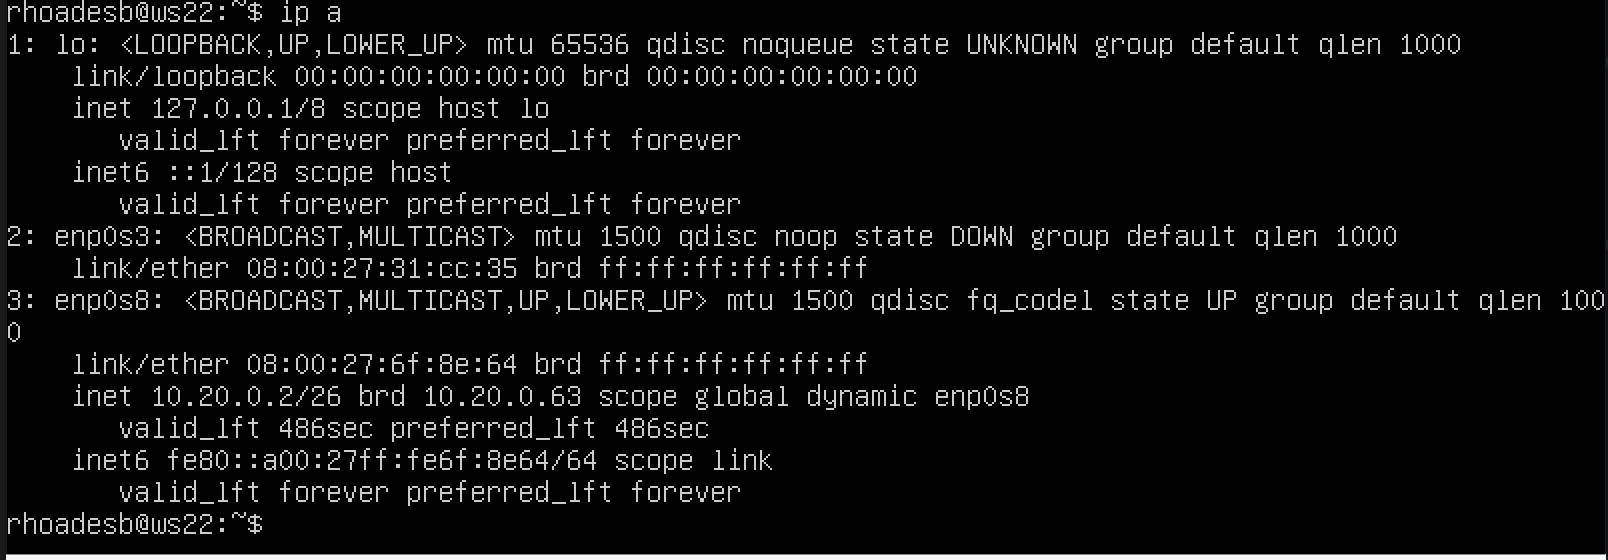 rhoadesb@ws22:~$ ip a
1: lo: <LOOPBACK,UP,LOWER_UP> mtu 65536 qdisc noqueue state UNKNOWN group default qlen 1000
    link/loopback 00:00:00:00:00:00 brd 00:00:00:00:00:00
    inet 127.0.0.1/8 scope host lo
       valid_lft forever preferred_lft forever
    inet6 ::1/128 scope host
       valid_lft forever preferred_lft forever
2: enp0s3: <BROADCAST,MULTICAST> mtu 1500 qdisc noop state DOWN group default qlen 1000
    link/ether 08:00:27:31:cc:35 brd ff:ff:ff:ff:ff:ff
3: enp0s8: <BROADCAST,MULTICAST,UP,LOWER_UP> mtu 1500 qdisc fq_codel state UP group default qlen 100
0
    link/ether 08:00:27:6f:8e:64 brd ff:ff:ff:ff:ff:ff
    inet 10.20.0.2/26 brd 10.20.0.63 scope global dynamic enp0s8
       valid_lft 486sec preferred_lft 486sec
    inet6 fe80::a00:27ff:fe6f:8e64/64 scope link
       valid_lft forever preferred_lft forever
rhoadesb@ws22:~$